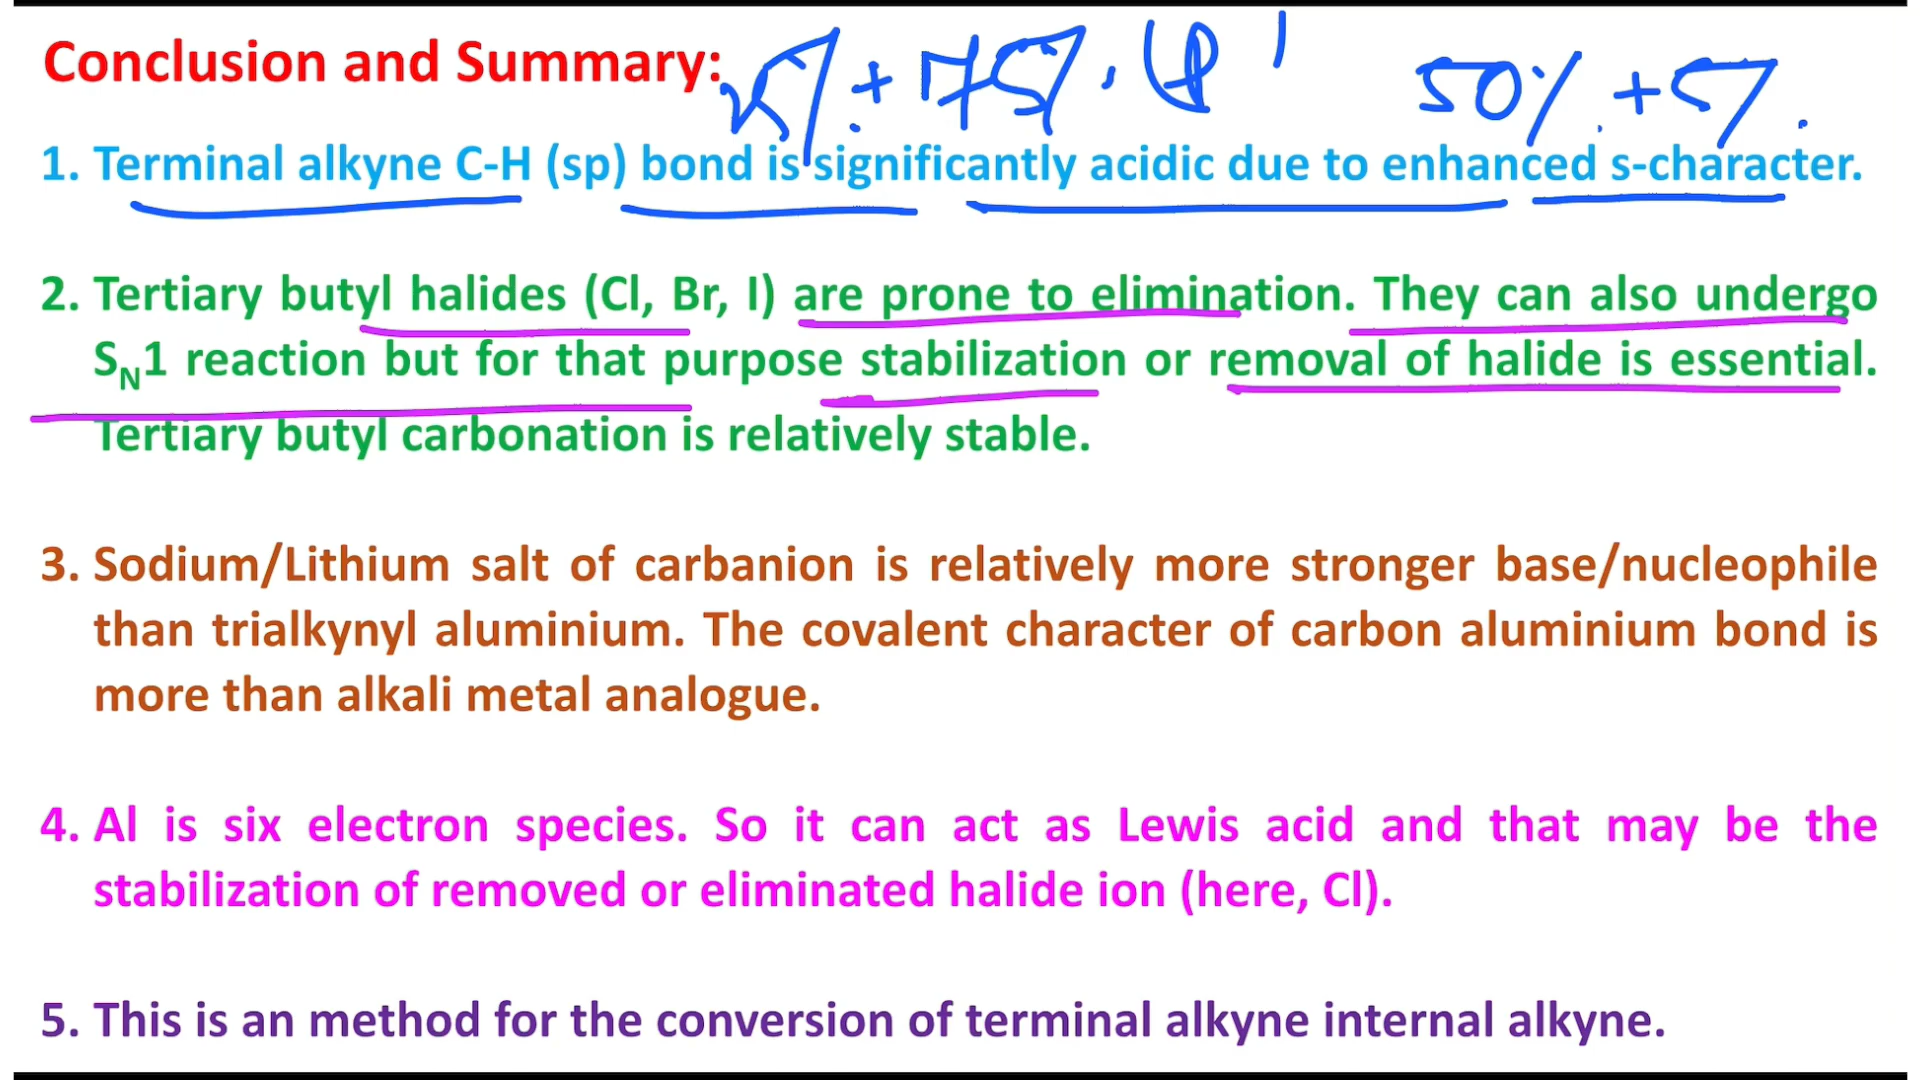 Conclusion and Summary:
25% + 75%. (p 50% + 5%.
1. Terminal alkyne C-H (sp) bond is significantly acidic due to enhanced s-character.
2. Tertiary butyl halides (Cl, Br, I) are prone to elimination. They can also undergo
SN1 reaction but for that purpose stabilization or removal of halide is essential.
Tertiary butyl carbonation is relatively stable.
3. Sodium/Lithium salt of carbanion is relatively more stronger base/nucleophile
than trialkynyl aluminium. The covalent character of carbon aluminium bond is
more than alkali metal analogue.
4. Al is six electron species. So it can act as Lewis acid and that may be the
stabilization of removed or eliminated halide ion (here, Cl).
5. This is an method for the conversion of terminal alkyne internal alkyne.